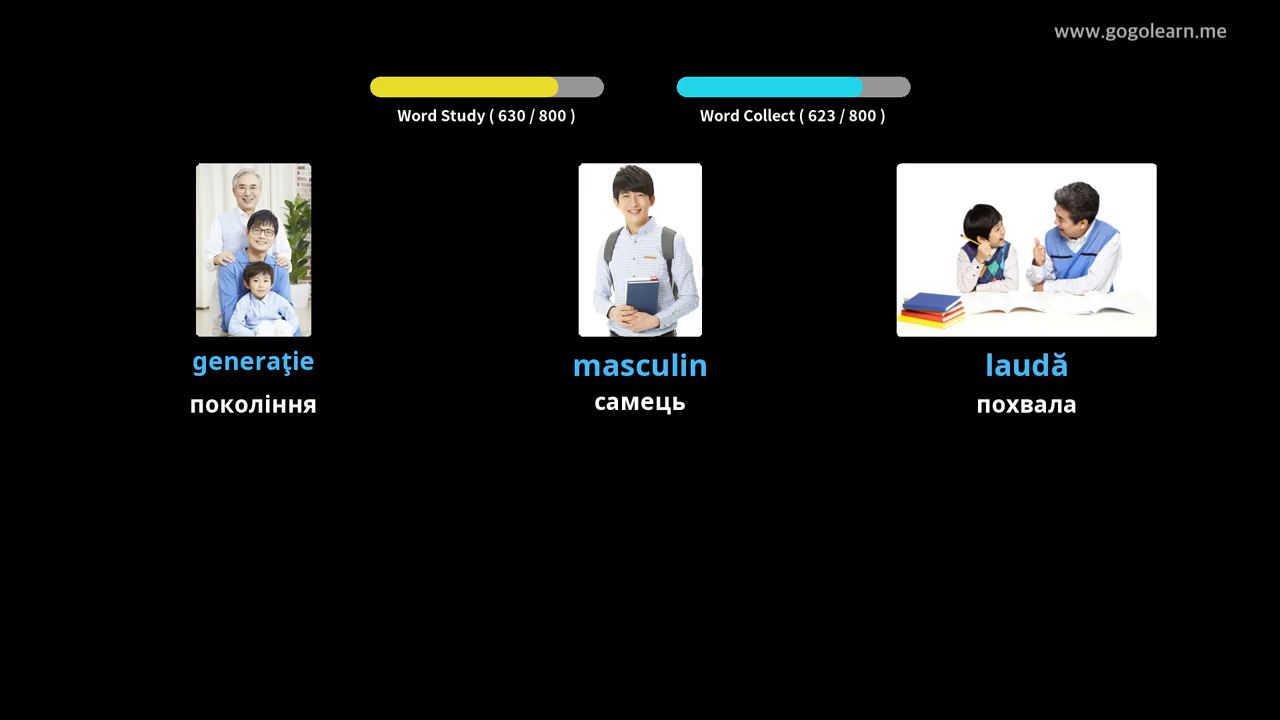 www.gogolearn.me
Word Study ( 630 / 800 )
Word Collect ( 623 / 800 )
generaţie
masculin
laudă
покоління
самець
похвала